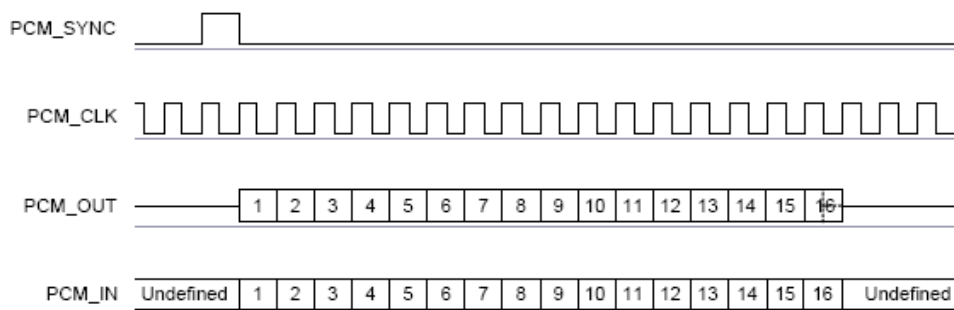 PCM_SYNC
PCM_CLK
PCM_OUT 1 2 3 4 5 6 7 8 9 10 11 12 13 14 15 16
PCM_IN Undefined 1 2 3 4 5 6 7 8 9 10 11 12 13 14 15 16 Undefined